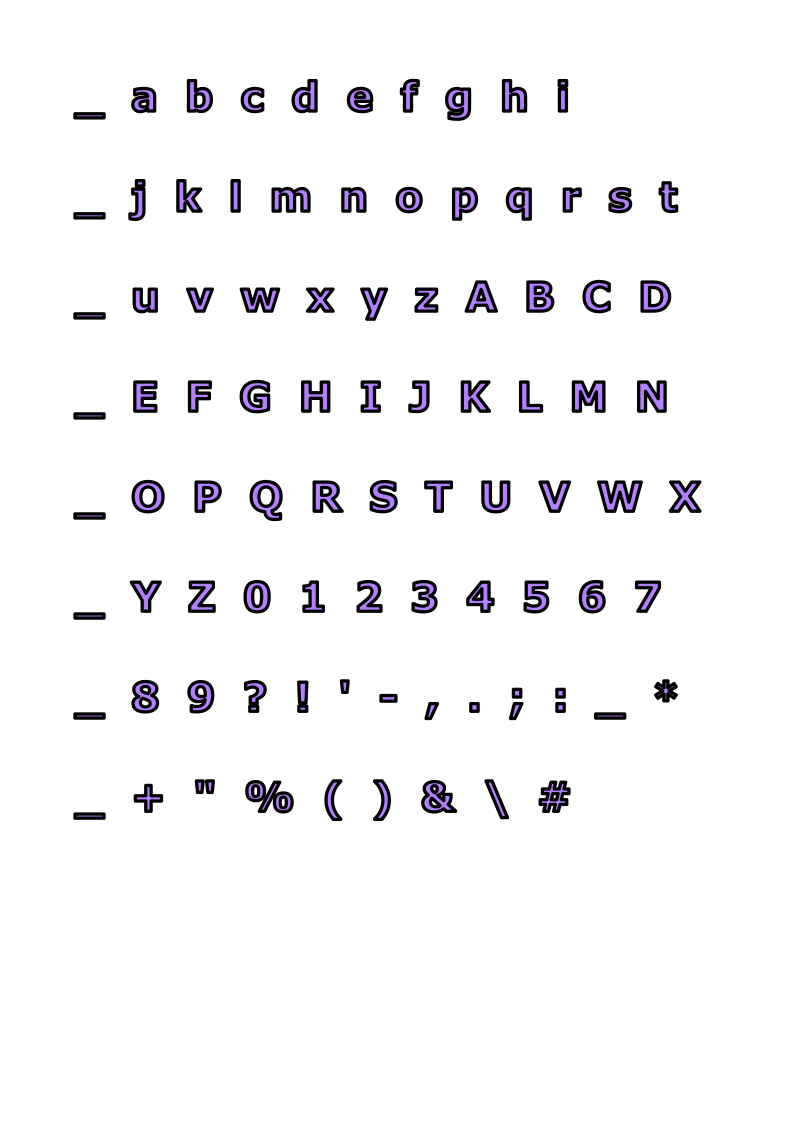 _ a b c d e f g h i
_ j k l m n o p q r s t
_ u v w x y z A B C D
_ E F G H I J K L M N
_ O P Q R S T U V W X
_ Y Z 0 1 2 3 4 5 6 7
_ 8 9 ? ! ' - , . ; : _ *
_ + " % ( ) & \ #